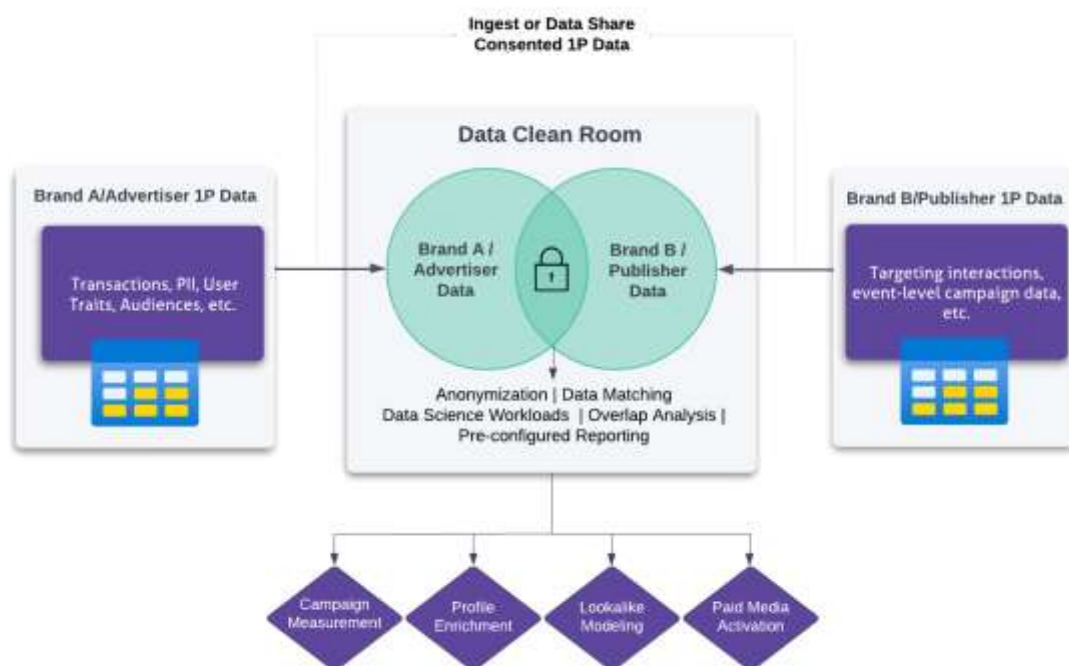 Ingest or Data Share
Consented 1P Data
Data Clean Room
Brand A/Advertiser 1P Data
Transactions, PII, User
Traits, Audiences, etc.
Brand A /
Advertiser
Data
Brand B /
Publisher
Data
Brand B/Publisher 1P Data
Targeting interactions,
event-level campaign data,
etc.
Anonymization | Data Matching
Data Science Workloads | Overlap Analysis |
Pre-configured Reporting
Campaign
Measurement
Profile
Enrichment
Lookalike
Modeling
Paid Media
Activation